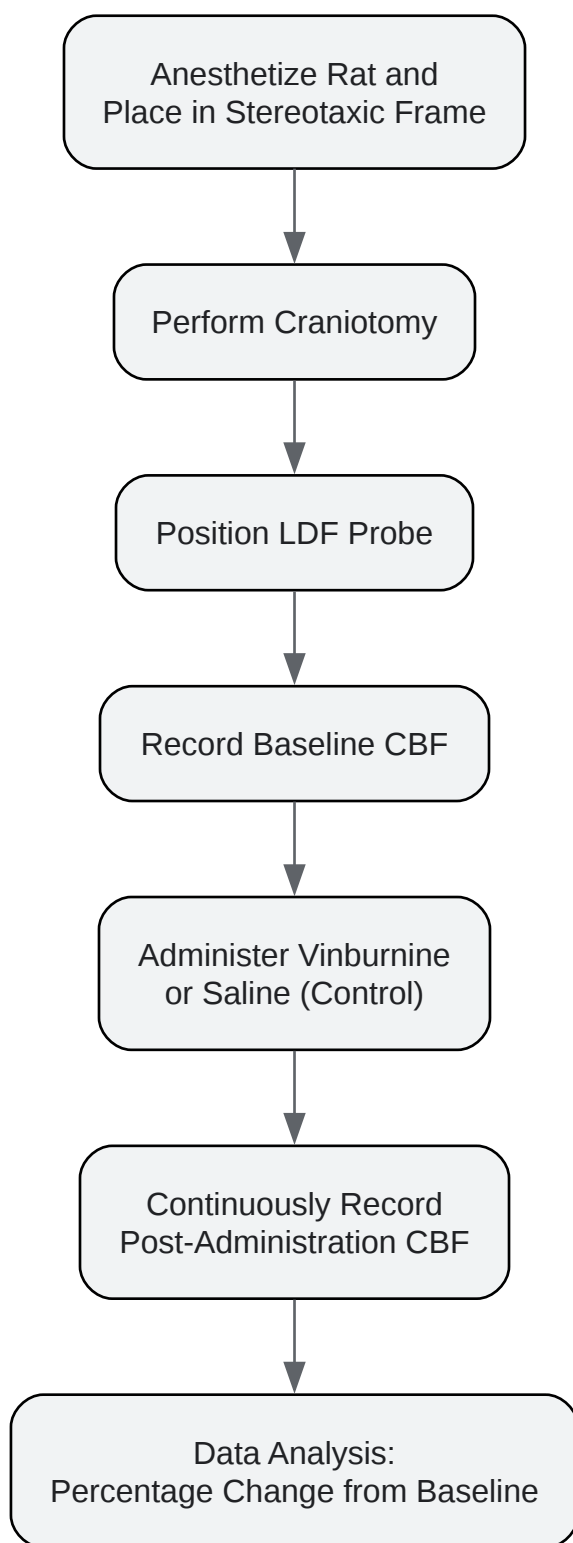 Anesthetize Rat and
Place in Stereotaxic Frame
Perform Craniotomy
Position LDF Probe
Record Baseline CBF
Administer Vinburnine
or Saline (Control)
Continuously Record
Post-Administration CBF
Data Analysis:
Percentage Change from Baseline